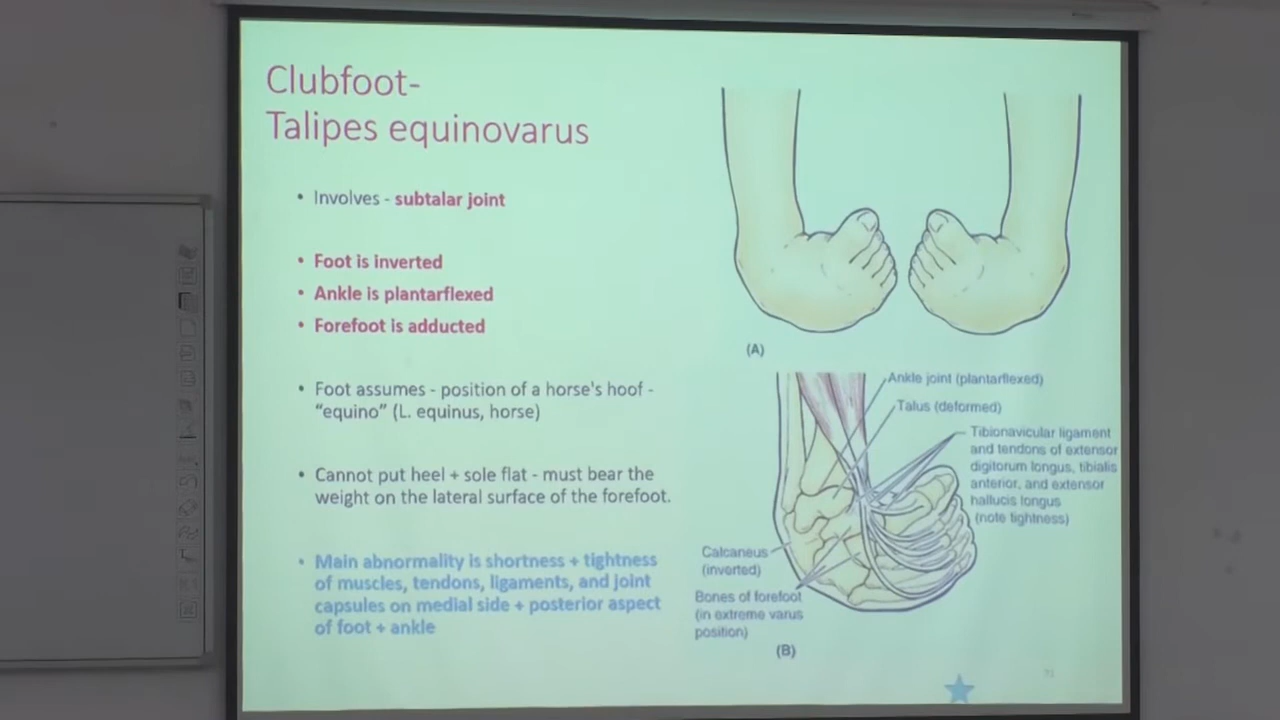 Clubfoot-
Talipes equinovarus
• Involves - subtalar joint
• Foot is inverted
• Ankle is plantarflexed
• Forefoot is adducted
• Foot assumes - position of a horse's hoof -
"equino" (L. equinus, horse)
• Cannot put heel + sole flat - must bear the
weight on the lateral surface of the forefoot.
• Main abnormality is shortness + tightness
of muscles, tendons, ligaments, and joint
capsules on medial side + posterior aspect
of foot + ankle
(A)
Ankle joint (plantarflexed)
Talus (deformed)
Tibionavicular ligament
and tendons of extensor
digitorum longus, tibialis
anterior, and extensor
hallucis longus
(note tightness)
Calcaneus
(inverted)
Bones of forefoot
(in extreme varus
position)
(B)